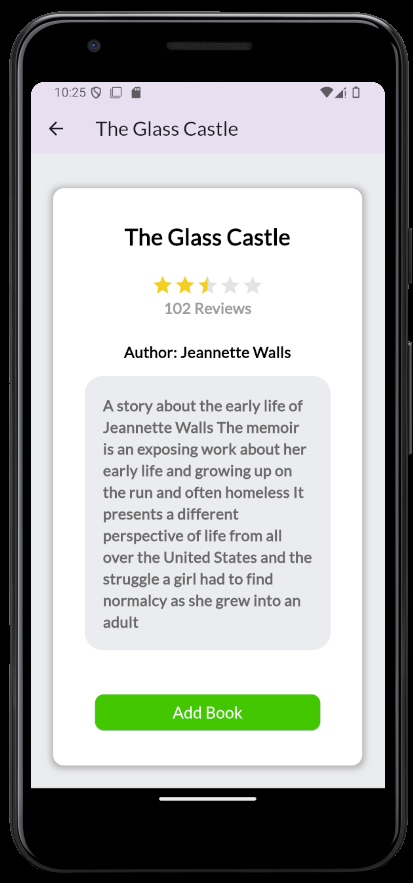 10:25
The Glass Castle
The Glass Castle
102 Reviews
Author: Jeannette Walls
A story about the early life of
Jeannette Walls The memoir
is an exposing work about her
early life and growing up on
the run and often homeless It
presents a different
perspective of life from all
over the United States and the
struggle a girl had to find
normalcy as she grew into an
adult
Add Book